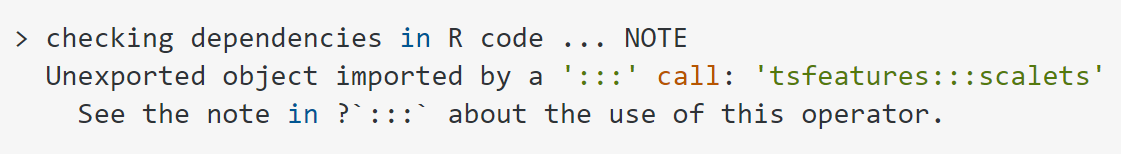 > checking dependencies in R code ... NOTE
Unexported object imported by a ':::' call: 'tsfeatures:::scalets'
See the note in ?`:::` about the use of this operator.